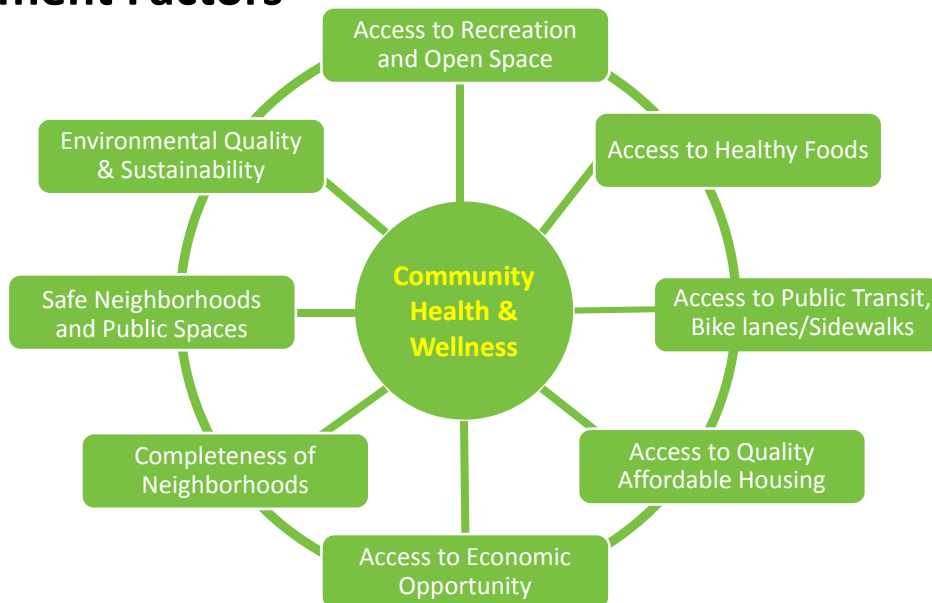 Factors
Access to Recreation
and Open Space
Environmental Quality
& Sustainability
Access to Healthy Foods
Community
Health &
Wellness
Safe Neighborhoods
and Public Spaces
Access to Public Transit,
Bike lanes/Sidewalks
Completeness of
Neighborhoods
Access to Quality
Affordable Housing
Access to Economic
Opportunity